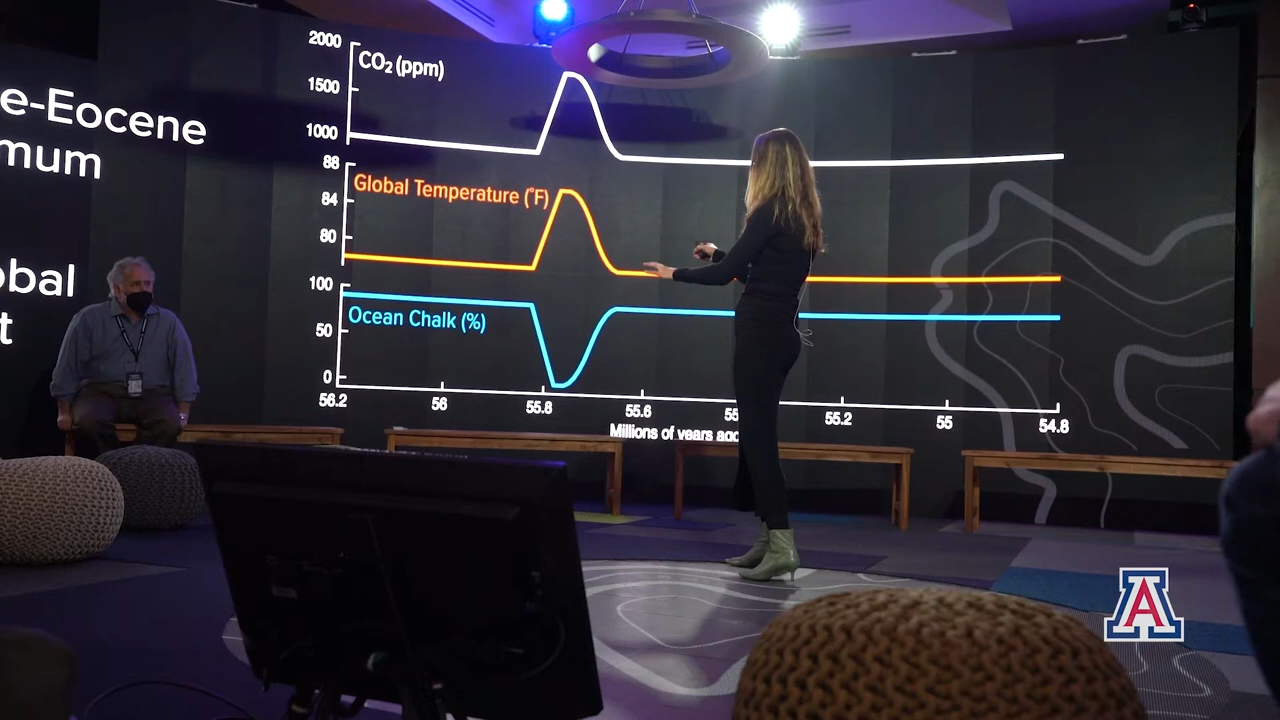 e-Eocene
mum
obal
t
CO₂ (ppm)
2000
1500
1000
Global Temperature (°F)
88
84
80
Ocean Chalk (%)
100
50
0
56.2 56 55.8 55.6 55 55.2 55 54.8
Millions of years ago
A